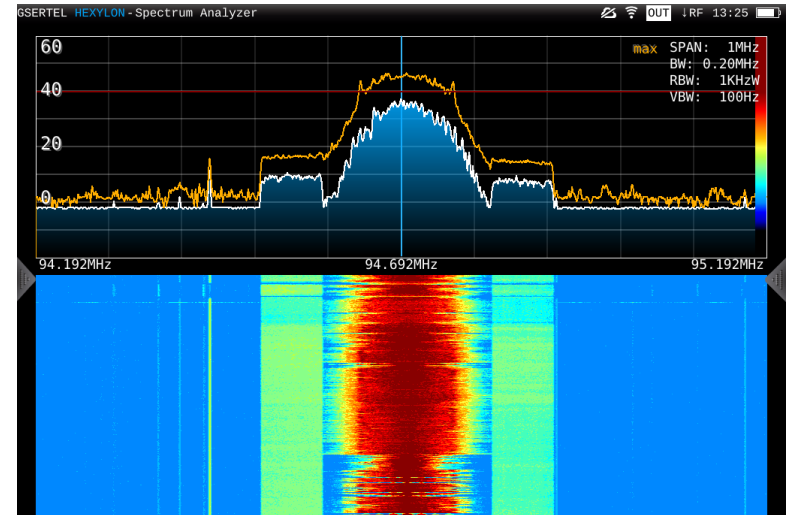 GSERTEL HEXYLON-Spectrum Analyzer OUT ↓RF 13:25
60 max SPAN: 1MHz
BW: 0.20MHz
40 RBW: 1KHzW
VBW: 100Hz
20
0
94.192MHz 94.692MHz 95.192MHz